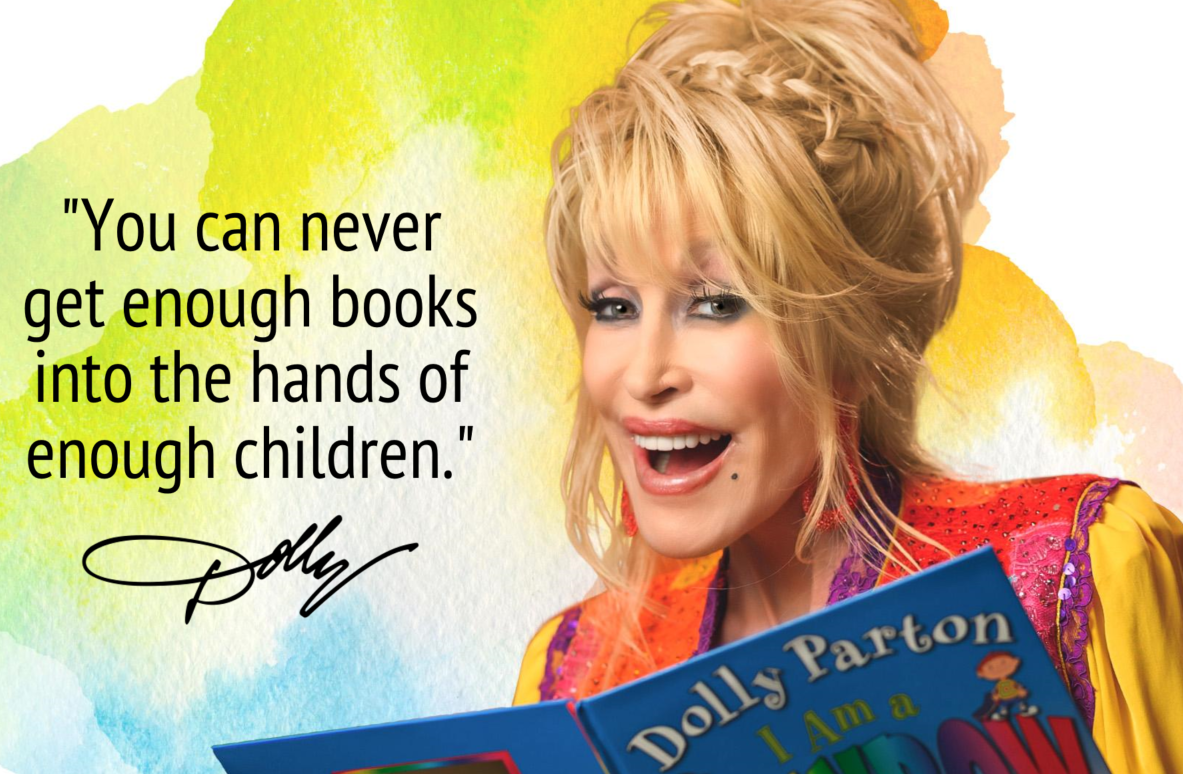 "You can never
get enough books
into the hands of
enough children."
Dolly
Dolly Parton
I Am a